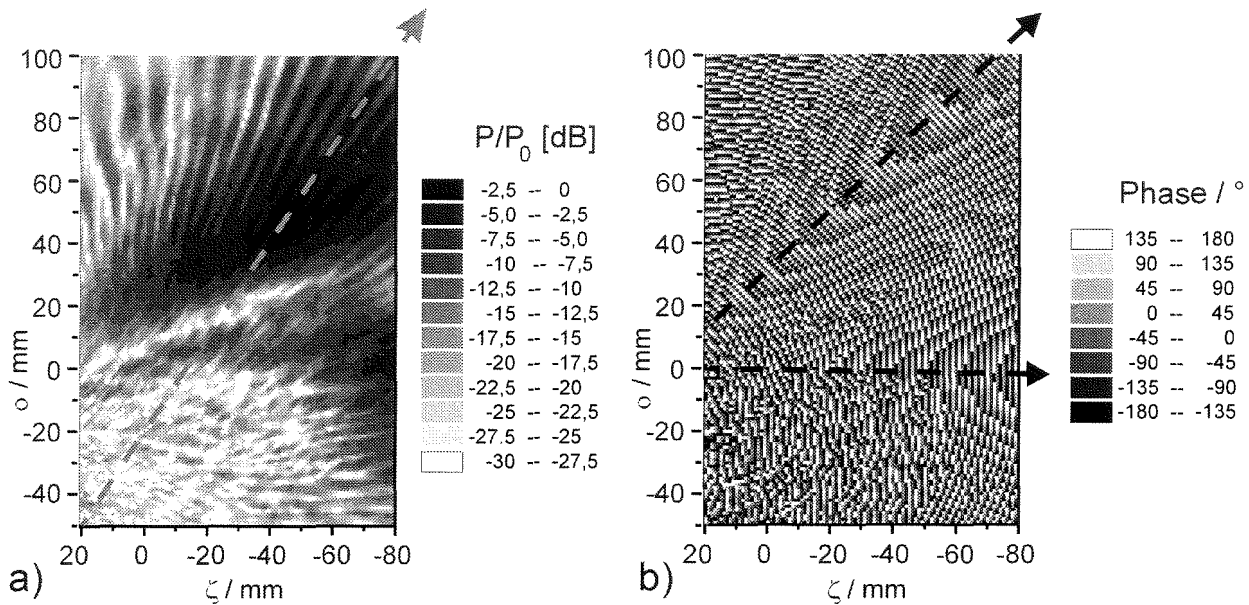 100
80
60
40
20
0
-20
-40
o / mm
20 0 -20 -40 -60 -80
ζ / mm
a)
P/P0 [dB]
-2,5 -- 0
-5,0 -- -2,5
-7,5 -- -5,0
-10 -- -7,5
-12,5 -- -10
-15 -- -12,5
-17,5 -- -15
-20 -- -17,5
-22,5 -- -20
-25 -- -22,5
-27.5 -- -25
-30 -- -27,5
100
80
60
40
20
0
-20
-40
o / mm
20 0 -20 -40 -60 -80
ζ / mm
b)
Phase / °
135 -- 180
90 -- 135
45 -- 90
0 -- 45
-45 -- 0
-90 -- -45
-135 -- -90
-180 -- -135